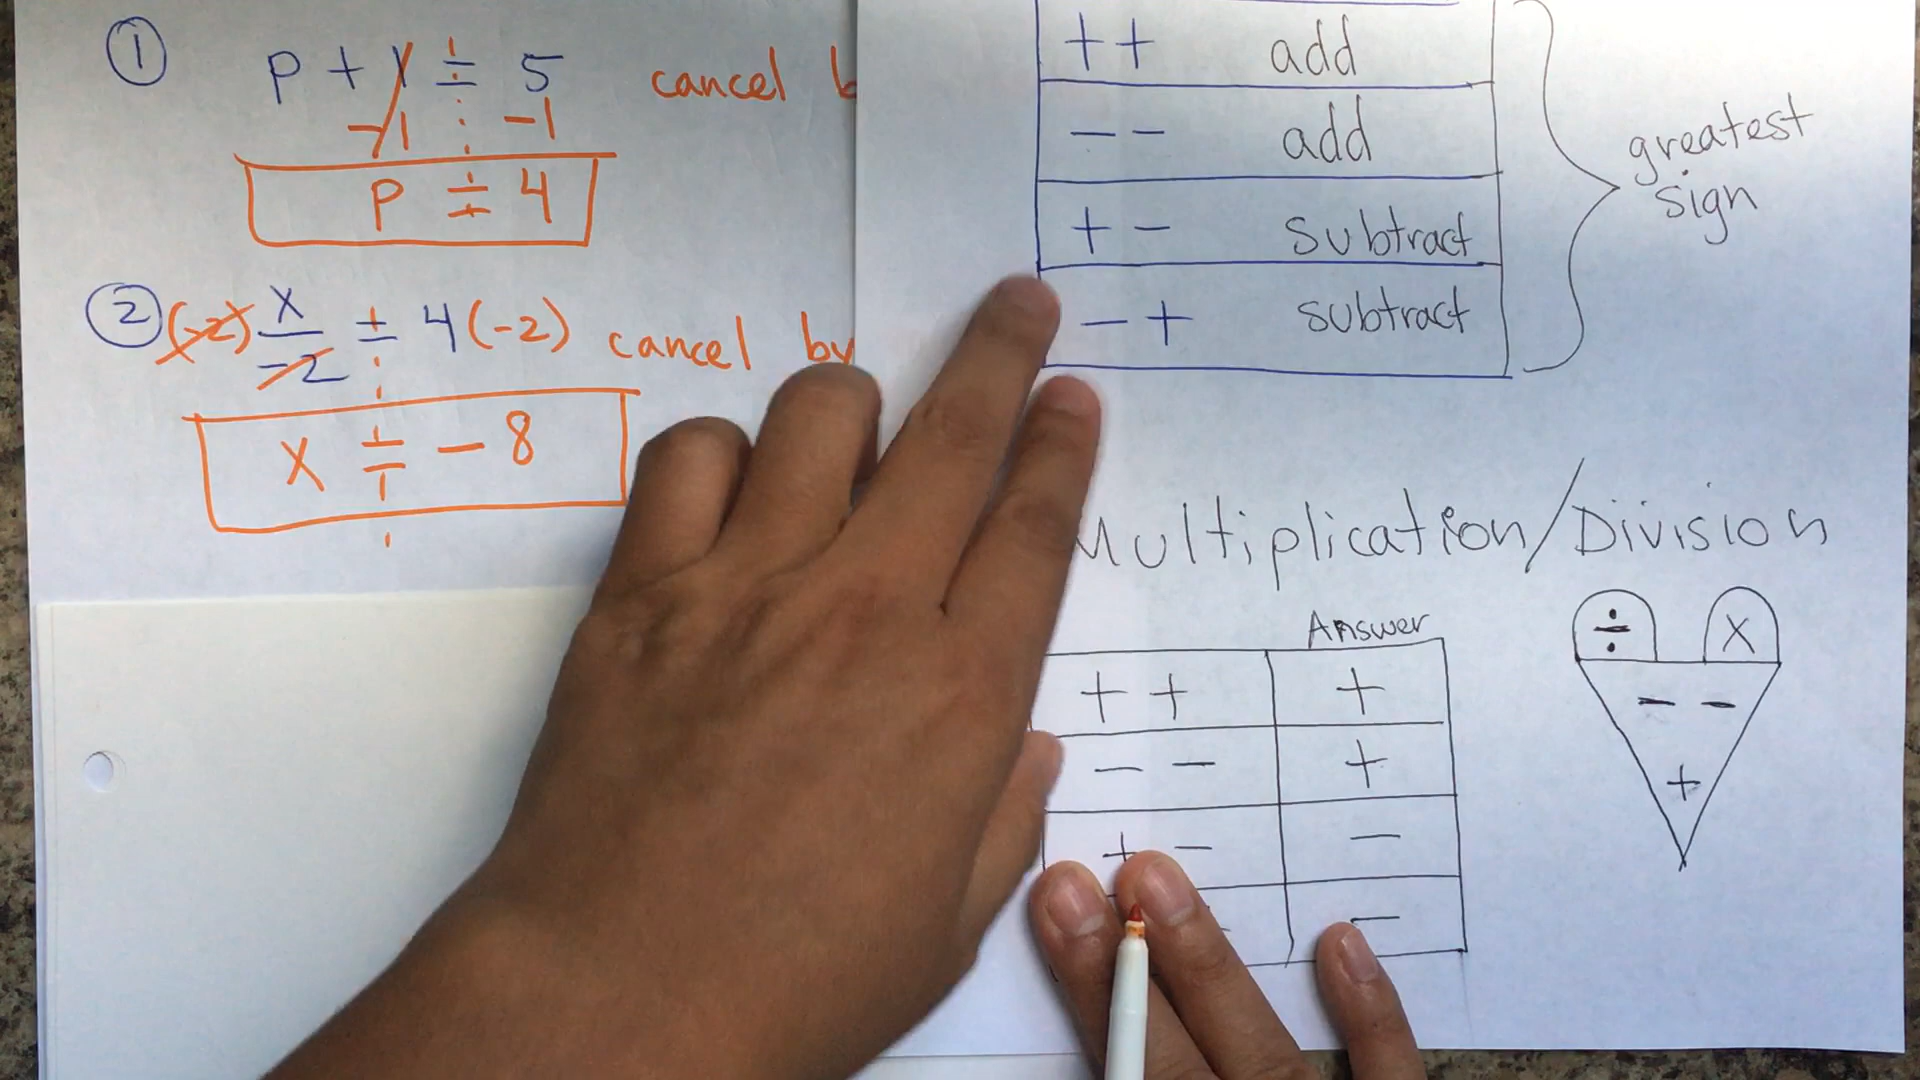 ①
p + 1 = 5 cancel
-1 -1
p = 4
② (-2) x/-2 = 4 (-2) cancel by
x = -8
+ + add
- - add
+ - subtract
- + subtract
greatest
sign
Multiplication/Division
Answer
+ + +
- - +
+ - -
-
÷ x
- -
+